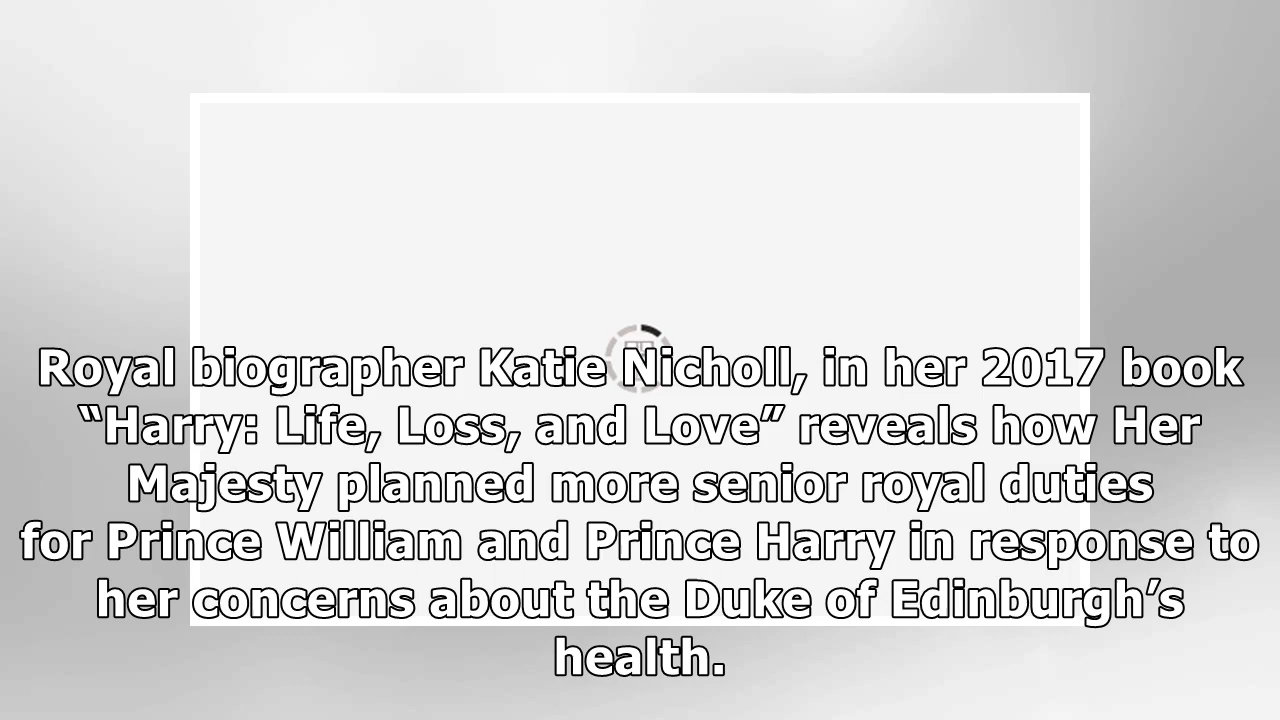 Royal biographer Katie Nicholl, in her 2017 book
“Harry: Life, Loss, and Love” reveals how Her
Majesty planned more senior royal duties
for Prince William and Prince Harry in response to
her concerns about the Duke of Edinburgh’s
health.